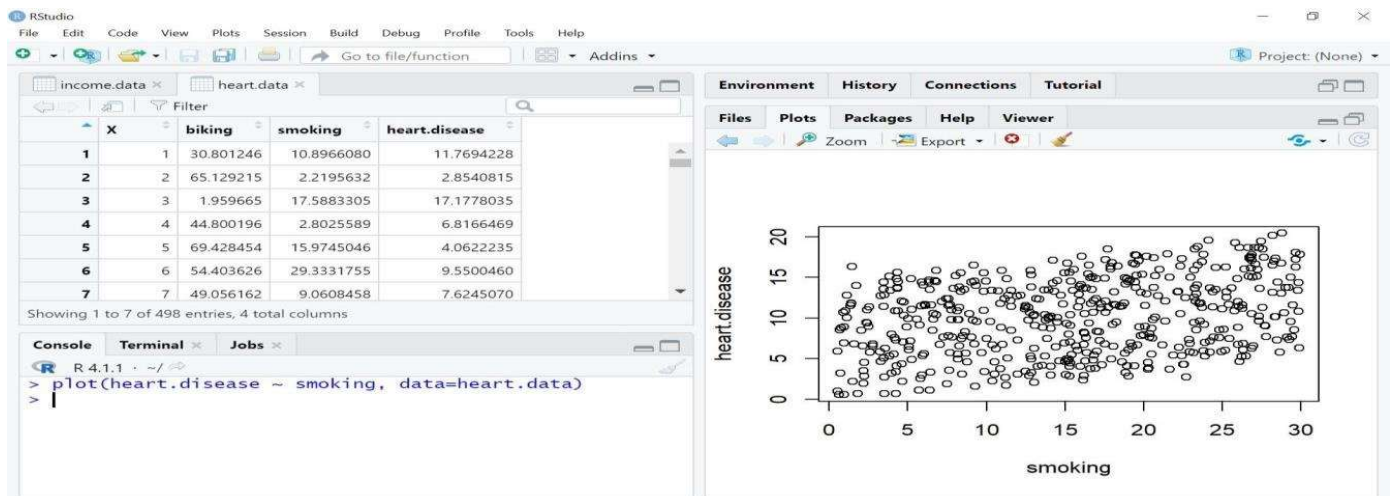 RStudio
File Edit Code View Plots Session Build Debug Profile Tools Help
Go to file/function Addins Project: (None)
income.data heart.data
Filter
X biking smoking heart.disease
1 1 30.801246 10.8966080 11.7694228
2 2 65.129215 2.2195632 2.8540815
3 3 1.959665 17.5883305 17.1778035
4 4 44.800196 2.8025589 6.8166469
5 5 69.428454 15.9745046 4.0622235
6 6 54.403626 29.3331755 9.5500460
7 7 49.056162 9.0608458 7.6245070
Showing 1 to 7 of 498 entries, 4 total columns
Console Terminal Jobs
R 4.1.1 · ~/
> plot(heart.disease ~ smoking, data=heart.data)
>
Environment History Connections Tutorial
Files Plots Packages Help Viewer
Zoom Export
heart.disease
20
15
10
5
0
0 5 10 15 20 25 30
smoking